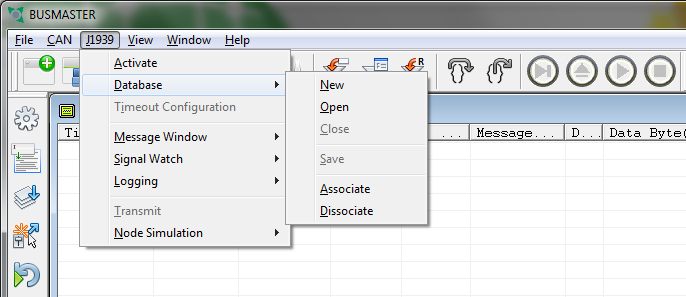 BUSMASTER
File CAN J1939 View Window Help
Activate
Database
Timeout Configuration
Message Window
Signal Watch
Logging
Transmit
Node Simulation
New
Open
Close
Save
Associate
Dissociate
R
Ti ... Message... D... Data Byte(